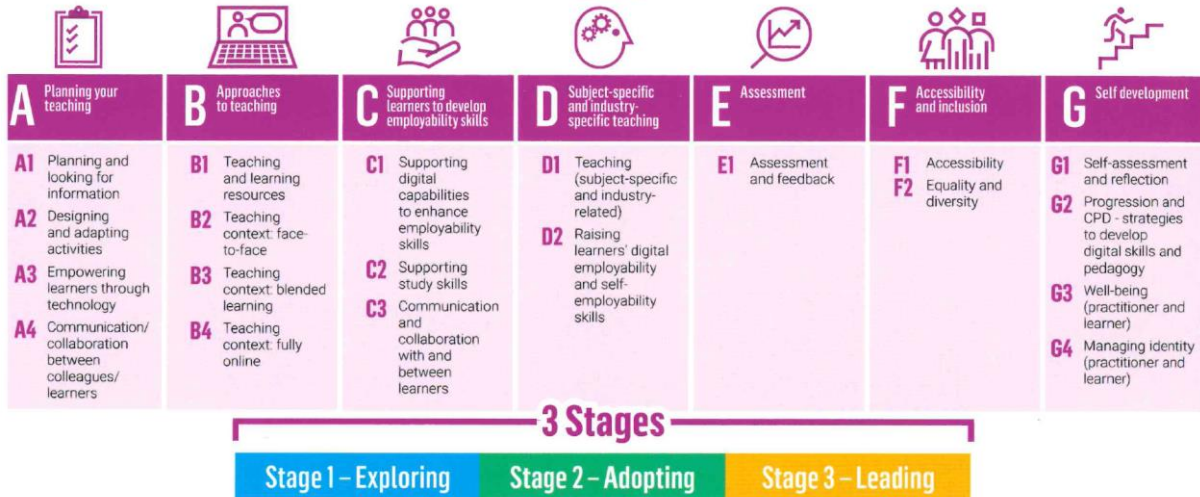 A
Planning your
teaching
A1 Planning and
looking for
information
A2 Designing
and adapting
activities
A3 Empowering
learners through
technology
A4 Communication/
collaboration
between
colleagues/
learners
B
Approaches
to teaching
B1 Teaching
and learning
resources
B2 Teaching
context: face-
to-face
B3 Teaching
context: blended
learning
B4 Teaching
context: fully
online
C
Supporting
learners to develop
employability skills
C1 Supporting
digital
capabilities
to enhance
employability
skills
C2 Supporting
study skills
C3 Communication
and
collaboration
with and
between
learners
D
Subject-specific
and industry-
specific teaching
D1 Teaching
(subject-specific
and industry-
related)
D2 Raising
learners' digital
employability
and self-
employability
skills
E
Assessment
E1 Assessment
and feedback
F
Accessibility
and inclusion
F1 Accessibility
F2 Equality and
diversity
G
Self development
G1 Self-assessment
and reflection
G2 Progression and
CPD - strategies
to develop
digital skills and
pedagogy
G3 Well-being
(practitioner and
learner)
G4 Managing identity
(practitioner and
learner)
3 Stages
Stage 1 – Exploring
Stage 2 – Adopting
Stage 3 – Leading